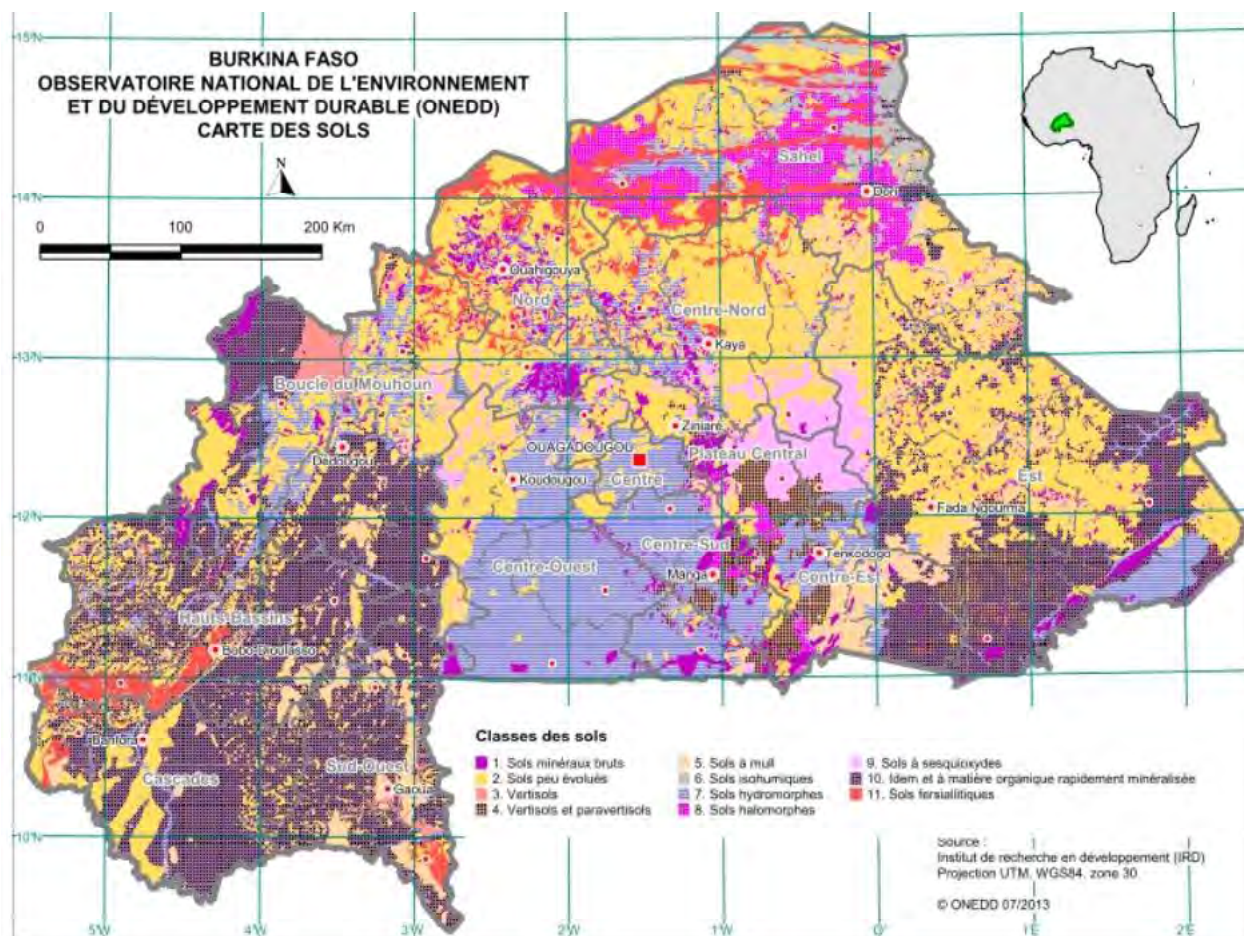 BURKINA FASO
OBSERVATOIRE NATIONAL DE L'ENVIRONNEMENT
ET DU DÉVELOPPEMENT DURABLE (ONEDD)
CARTE DES SOLS
N
0 100 200 Km
15°N
14°N
13°N
12°N
11°N
10°N
Sahel
Dori
Ouahigouya
Nord
Centre-Nord
Kaya
Boucle du Mouhoun
Ziniaré
Dédougou
OUAGADOUGOU
Plateau Central
Koudougou
Centre
Est
Fada Ngourma
Centre-Sud
Tenkodogo
Centre-Ouest
Manga
Centre-Est
Hauts-Bassins
Bobo-Dioulasso
Banfora
Cascades
Sud-Ouest
Gaoua
Classes des sols
1. Sols minéraux bruts
2. Sols peu évolués
3. Vertisols
4. Vertisols et paravertisols
5. Sols à mull
6. Sols isohumiques
7. Sols hydromorphes
8. Sols halomorphes
9. Sols à sesquioxydes
10. Idem et à matière organique rapidement minéralisée
11. Sols fersiallitiques
Source :
Institut de recherche en développement (IRD)
Projection UTM, WGS84, zone 30
© ONEDD 07/2013
5°W 4°W 3°W 2°W 1°W 0° 1°E 2°E